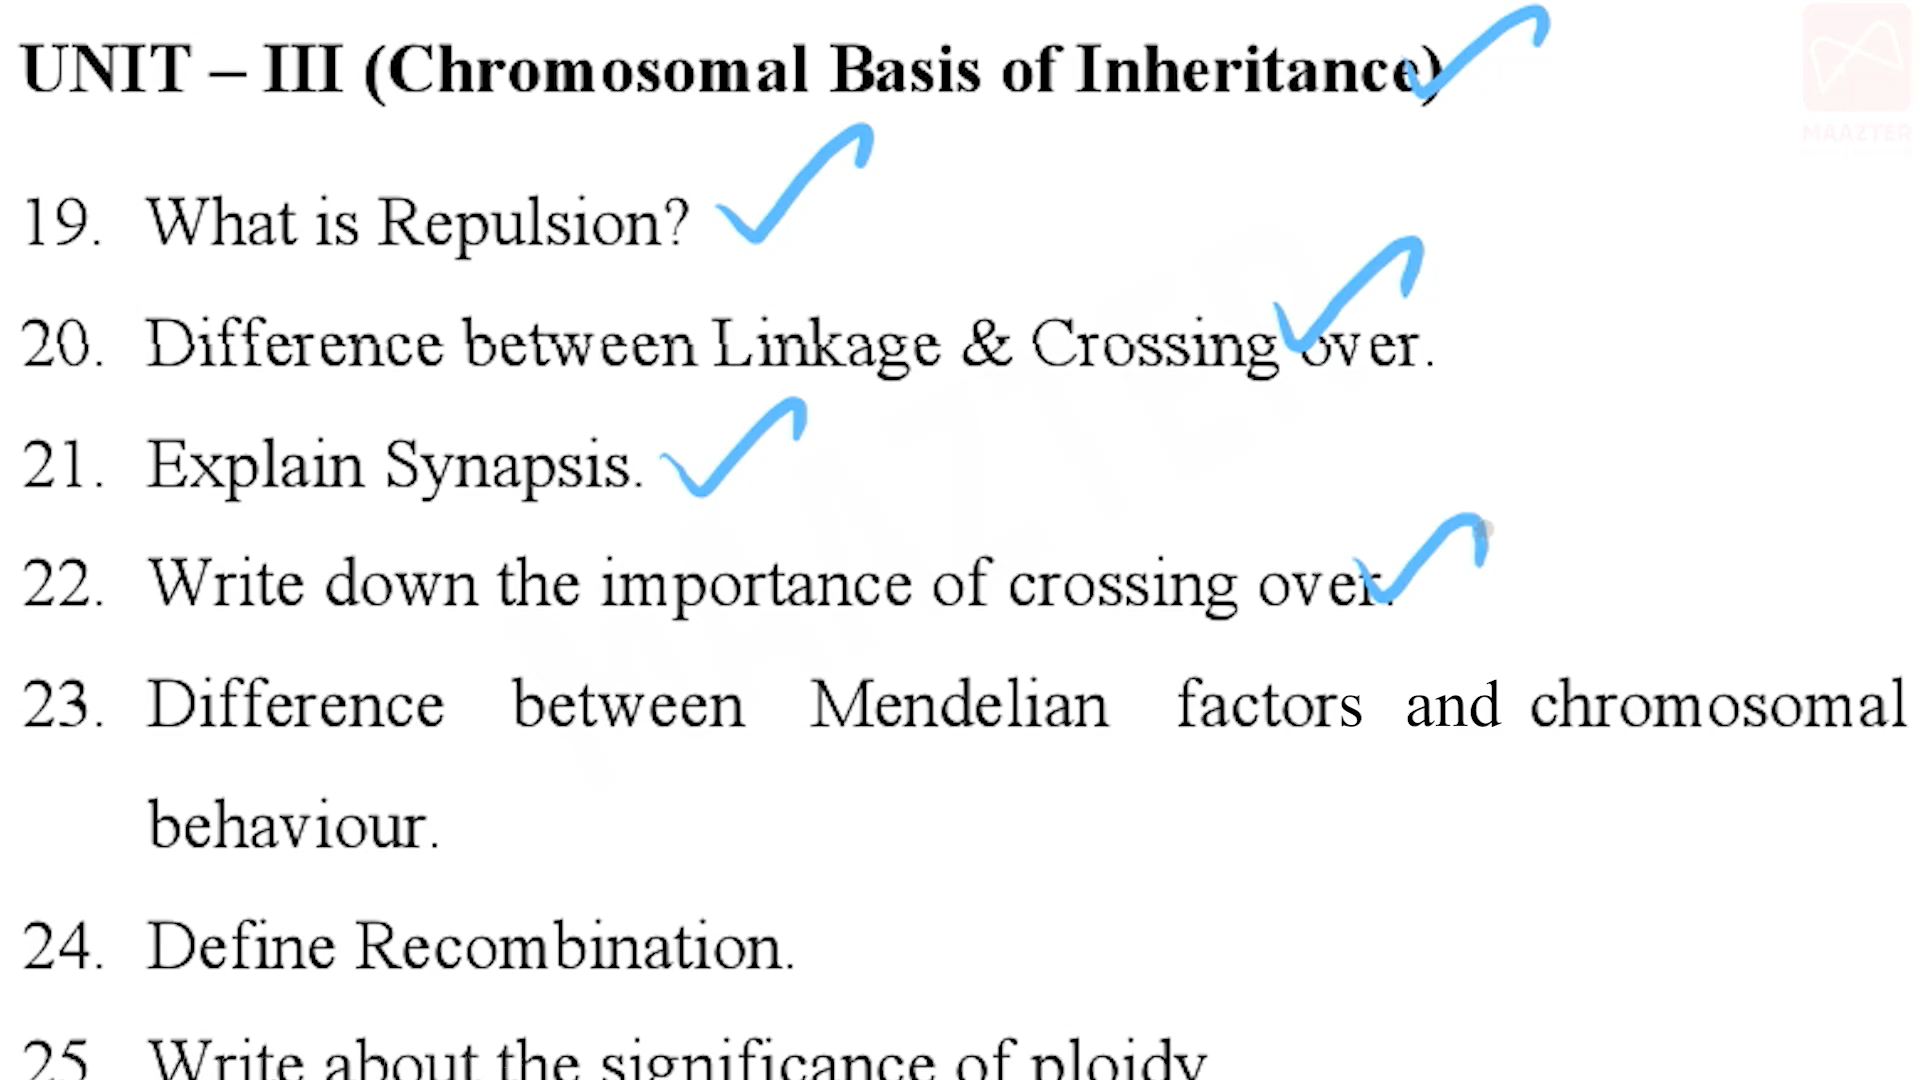 UNIT – III (Chromosomal Basis of Inheritance)
MAAZTER
19. What is Repulsion?
20. Difference between Linkage & Crossing over.
21. Explain Synapsis.
22. Write down the importance of crossing over.
23. Difference between Mendelian factors and chromosomal
behaviour.
24. Define Recombination.
25. Write about the significance of ploidy